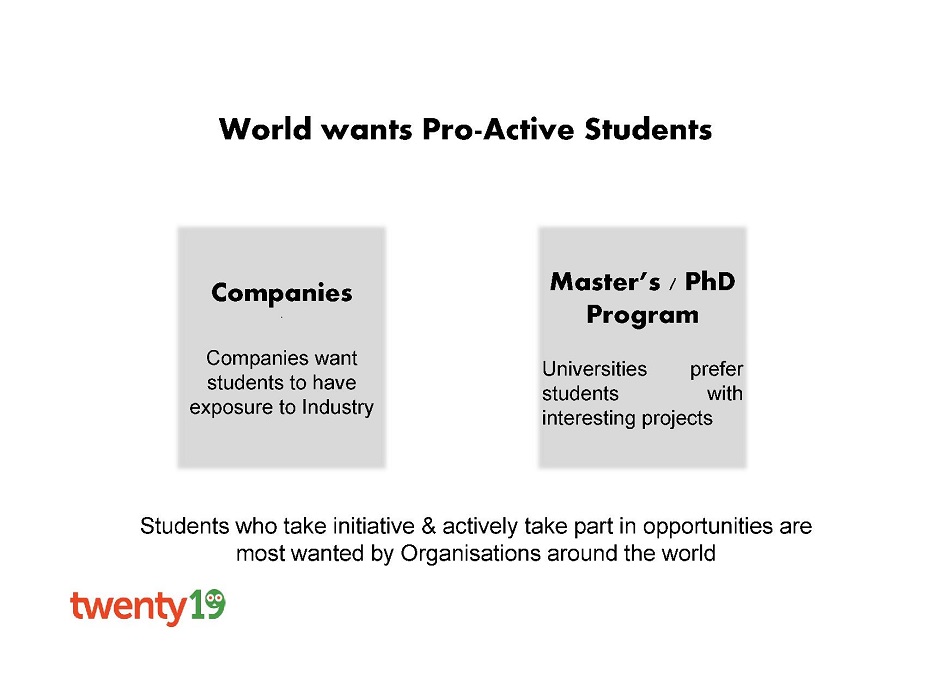 World wants Pro-Active Students
Companies
Companies want
students to have
exposure to Industry
Master's / PhD
Program
Universities prefer
students with
interesting projects
Students who take initiative & actively take part in opportunities are
most wanted by Organisations around the world
twenty19